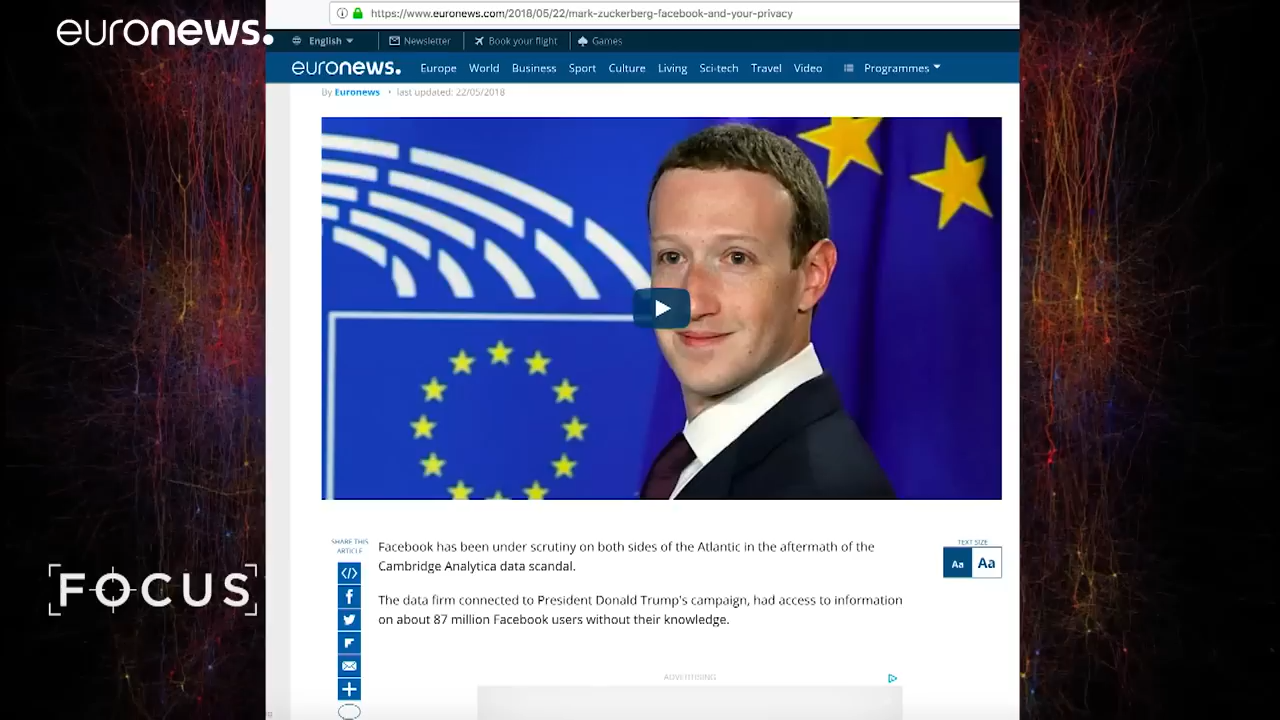 euronews.
https://www.euronews.com/2018/05/22/mark-zuckerberg-facebook-and-your-privacy
English
Newsletter
Book your flight
Games
euronews.
Europe
World
Business
Sport
Culture
Living
Sci-tech
Travel
Video
Programmes
By Euronews • last updated: 22/05/2018
SHARE THIS
ARTICLE
Facebook has been under scrutiny on both sides of the Atlantic in the aftermath of the
Cambridge Analytica data scandal.
The data firm connected to President Donald Trump's campaign, had access to information
on about 87 million Facebook users without their knowledge.
TEXT SIZE
Aa Aa
FOCUS
ADVERTISING